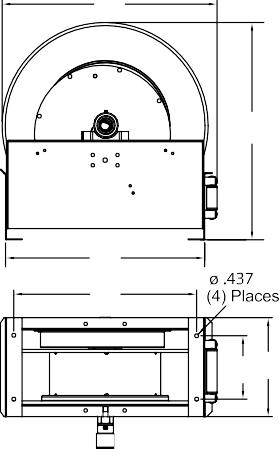 ø .437
(4) Places